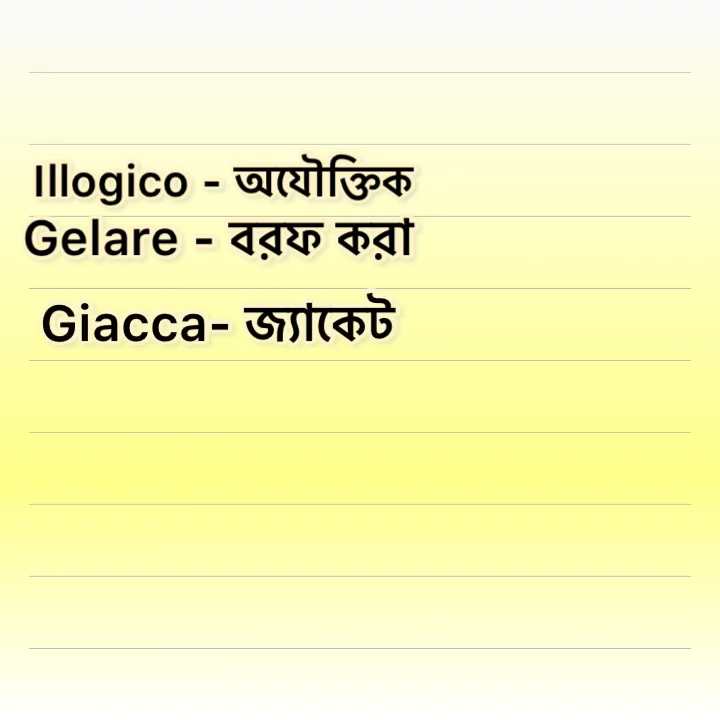 Illogico - অযৌক্তিক
Gelare - বরফ করা
Giacca- জ্যাকেট